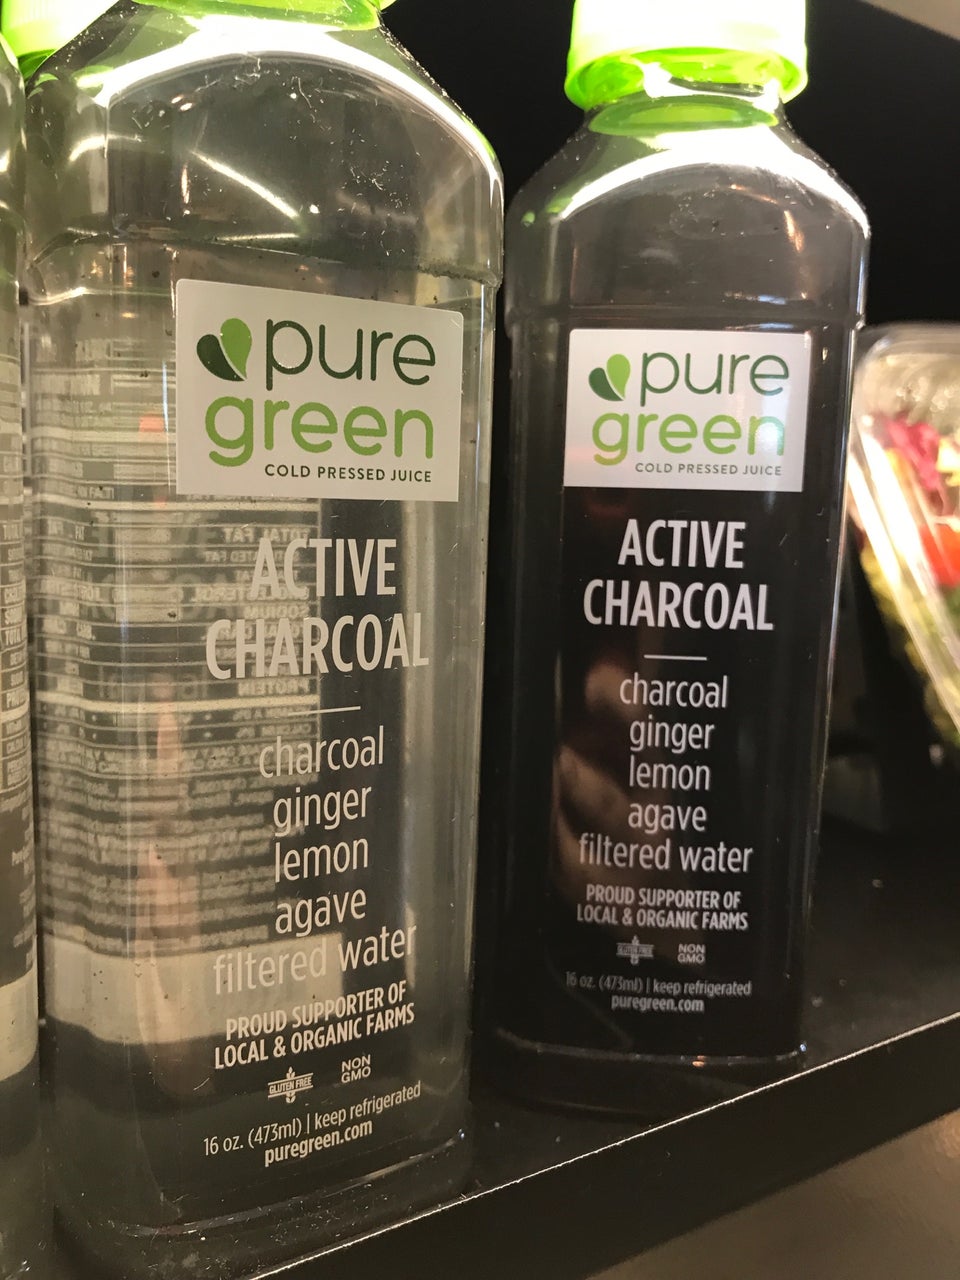 pure
green
COLD PRESSED JUICE
ACTIVE
CHARCOAL
charcoal
ginger
lemon
agave
filtered water
PROUD SUPPORTER OF
LOCAL & ORGANIC FARMS
GLUTEN FREE
NON
GMO
16 oz. (473ml) | keep refrigerated
puregreen.com
pure
green
COLD PRESSED JUICE
ACTIVE
CHARCOAL
charcoal
ginger
lemon
agave
filtered water
PROUD SUPPORTER OF
LOCAL & ORGANIC FARMS
GLUTEN FREE
NON
GMO
16 oz. (473ml) | keep refrigerated
puregreen.com